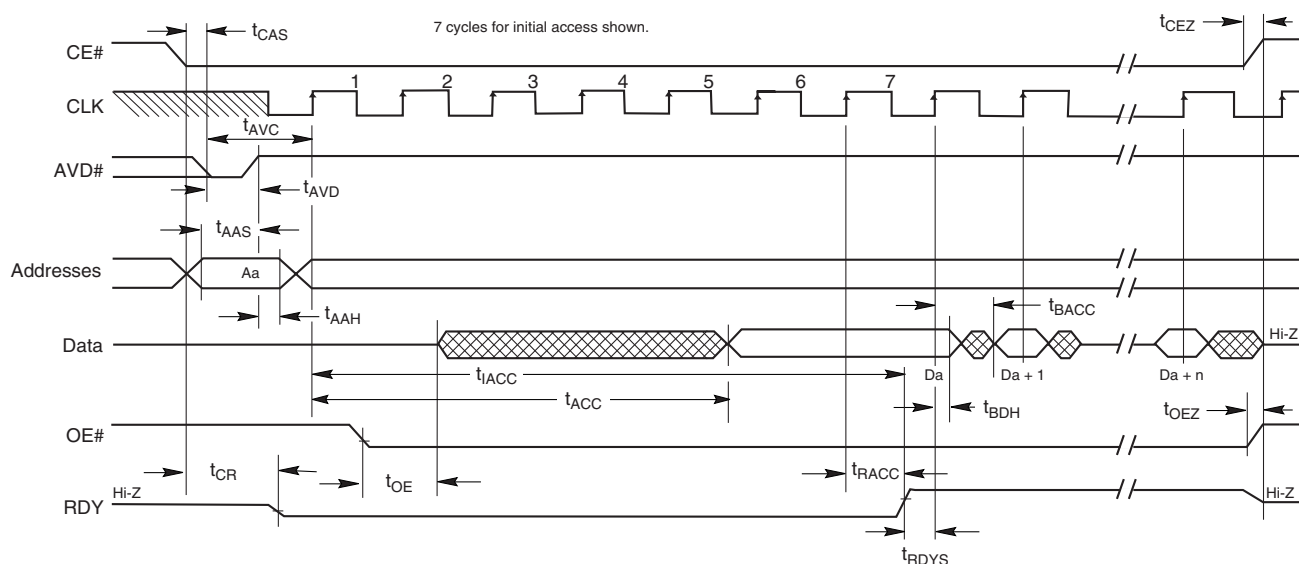 7 cycles for initial access shown.
tCAS
tCEZ
CE#
1 2 3 4 5 6 7
CLK
tAVC
AVD#
tAVD
tAAS
Addresses
Aa
tAAH
tBACC
Data
Hi-Z
Da
Da + 1
Da + n
tIACC
tACC
tBDH
tOEZ
OE#
tCR
tOE
tRACC
Hi-Z
Hi-Z
RDY
tRDYS